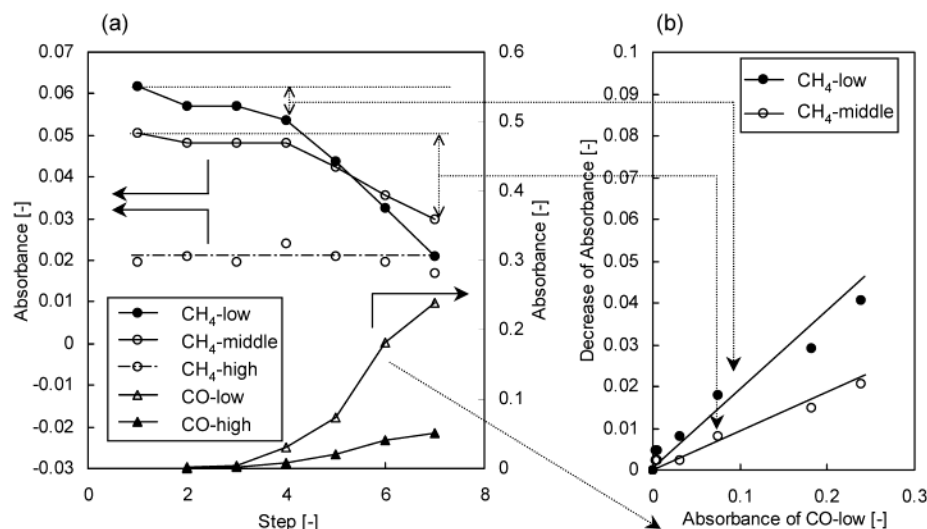 (a)
0.07
0.06
0.05
0.04
0.03
0.02
0.01
0
-0.01
-0.02
-0.03
Absorbance [-]
CH4-low
CH4-middle
CH4-high
CO-low
CO-high
0 2 4 6 8
Step [-]
0.6
0.5
0.4
0.3
0.2
0.1
0
Absorbance [-]
(b)
0.1
0.09
0.08
0.07
0.06
0.05
0.04
0.03
0.02
0.01
0
Decrease of Absorbance [-]
CH4-low
CH4-middle
0 0.1 0.2 0.3
Absorbance of CO-low [-]